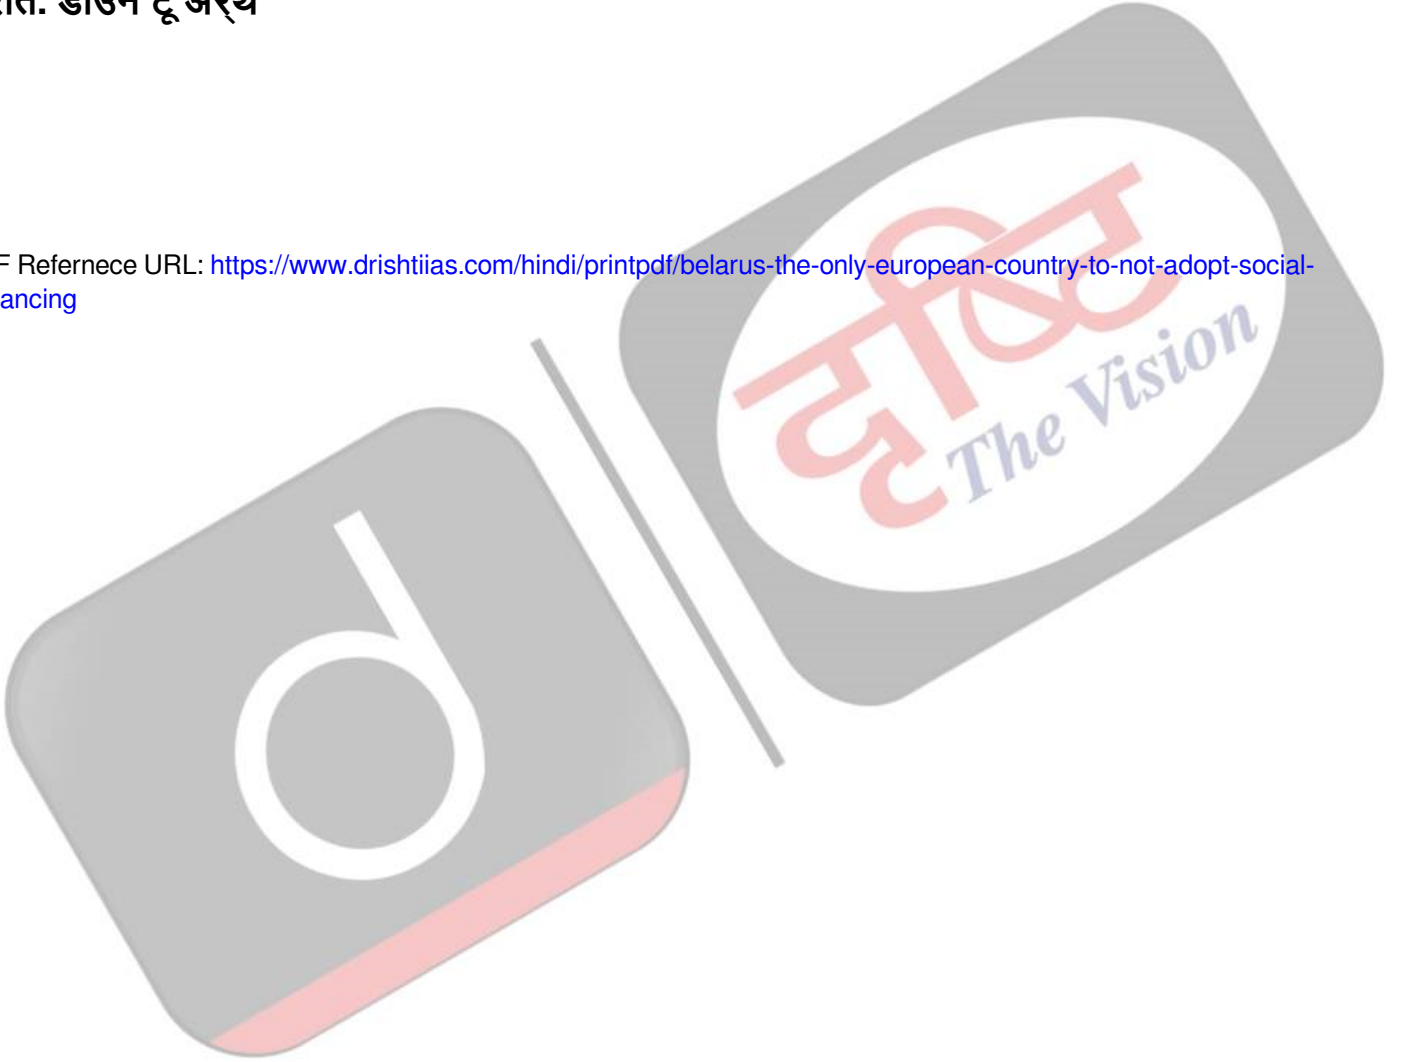 डाउन टू अर्थ
F Refernece URL: https://www.drishtiias.com/hindi/printpdf/belarus-the-only-european-country-to-not-adopt-social-
ancing
दृष्टि
The Vision
d